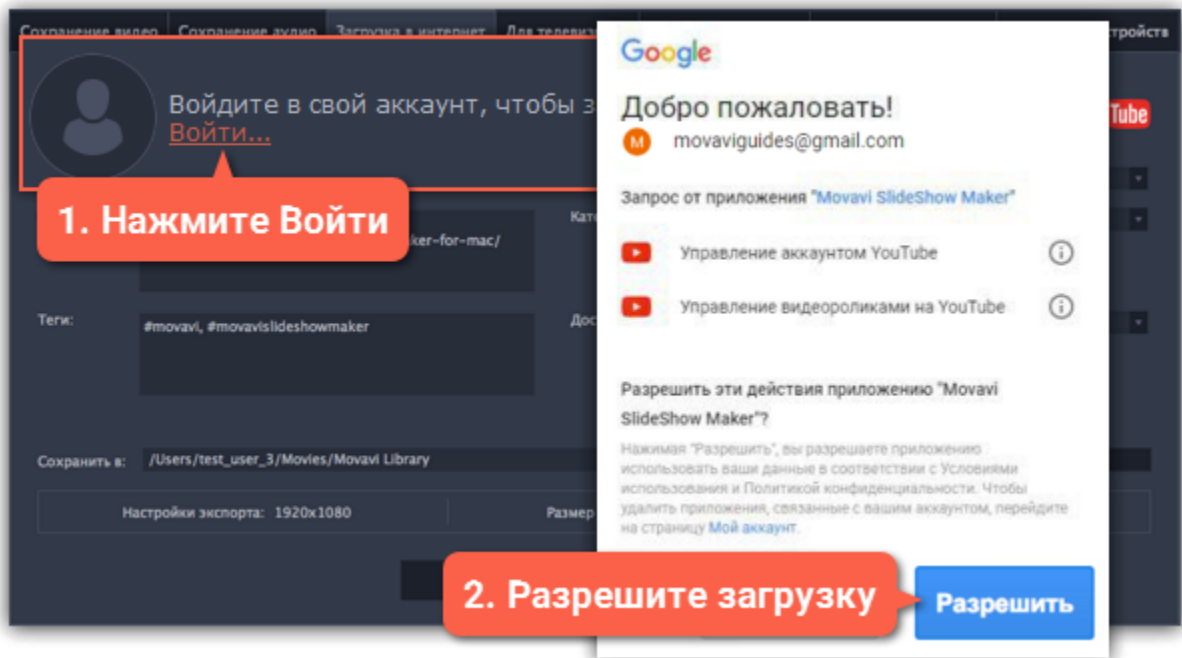 Сохранение видео Сохранение аудио Загрузка в интернет Для телевиз
тройств
Google
Добро пожаловать!
movaviguides@gmail.com
M
Войдите в свой аккаунт, чтобы з
Войти...
Tube
1. Нажмите Войти
Запрос от приложения "Movavi SlideShow Maker"
Кате
ker-for-mac/
Управление аккаунтом YouTube
Управление видеороликами на YouTube
Теги:
#movavi, #movavislideshowmaker
Дос
Разрешить эти действия приложению "Movavi
SlideShow Maker"?
Нажимая "Разрешить", вы разрешаете приложению
использовать ваши данные в соответствии с Условиями
использования и Политикой конфиденциальности. Чтобы
удалить приложения, связанные с вашим аккаунтом, перейдите
на страницу Мой аккаунт.
Сохранить в: /Users/test_user_3/Movies/Movavi Library
Настройки экспорта: 1920x1080
Размер
2. Разрешите загрузку
Разрешить